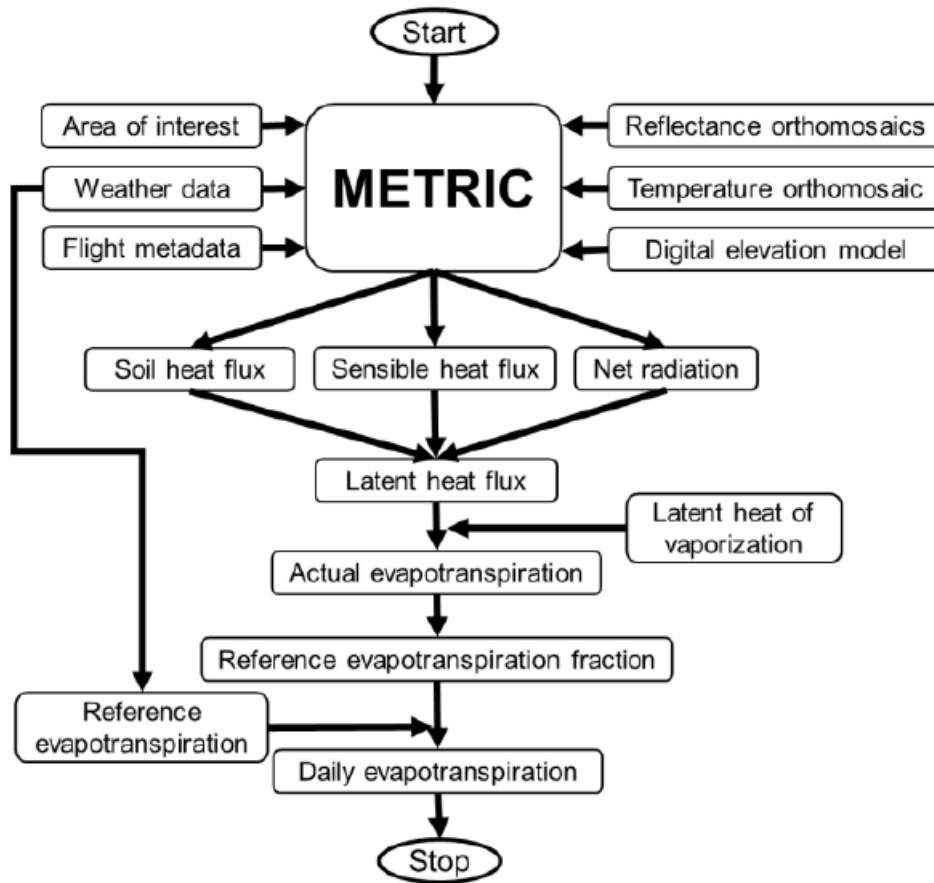 Start
Area of interest
Weather data
Flight metadata
METRIC
Reflectance orthomosaics
Temperature orthomosaic
Digital elevation model
Soil heat flux
Sensible heat flux
Net radiation
Latent heat flux
Latent heat of
vaporization
Actual evapotranspiration
Reference evapotranspiration fraction
Reference
evapotranspiration
Daily evapotranspiration
Stop